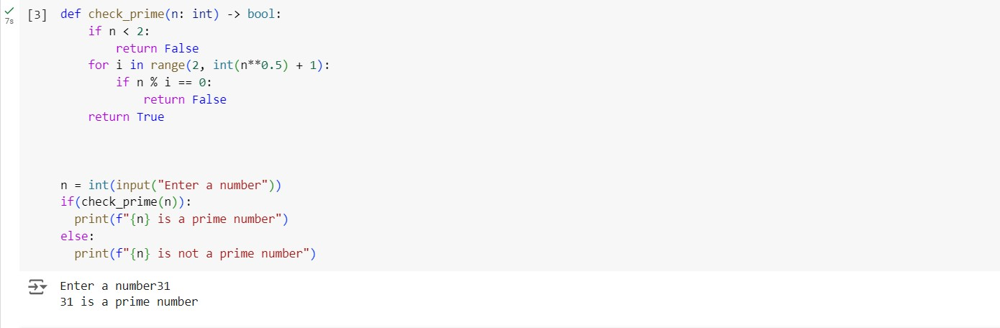 [3] def check_prime(n: int) -> bool:
        if n < 2:
            return False
        for i in range(2, int(n**0.5) + 1):
            if n % i == 0:
                return False
        return True
7s
    n = int(input("Enter a number"))
    if(check_prime(n)):
      print(f"{n} is a prime number")
    else:
      print(f"{n} is not a prime number")
Enter a number31
31 is a prime number